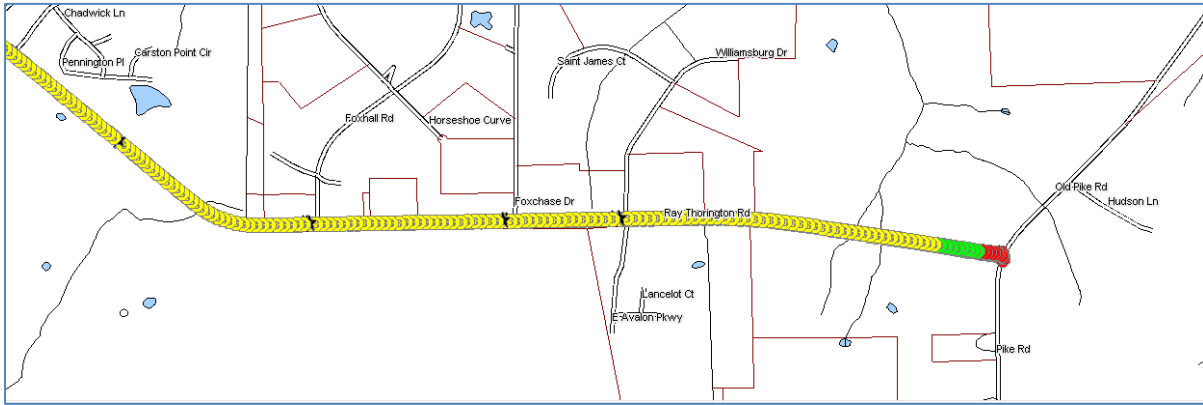 Chadwick Ln
Carston Point Cir
Pennington Pl
Saint James Ct
Williamsburg Dr
Foxhall Rd
Horseshoe Curve
Old Pike Rd
Hudson Ln
Foxchase Dr
Ray Thorington Rd
Lancelot Ct
E Avalon Pkwy
Pike Rd